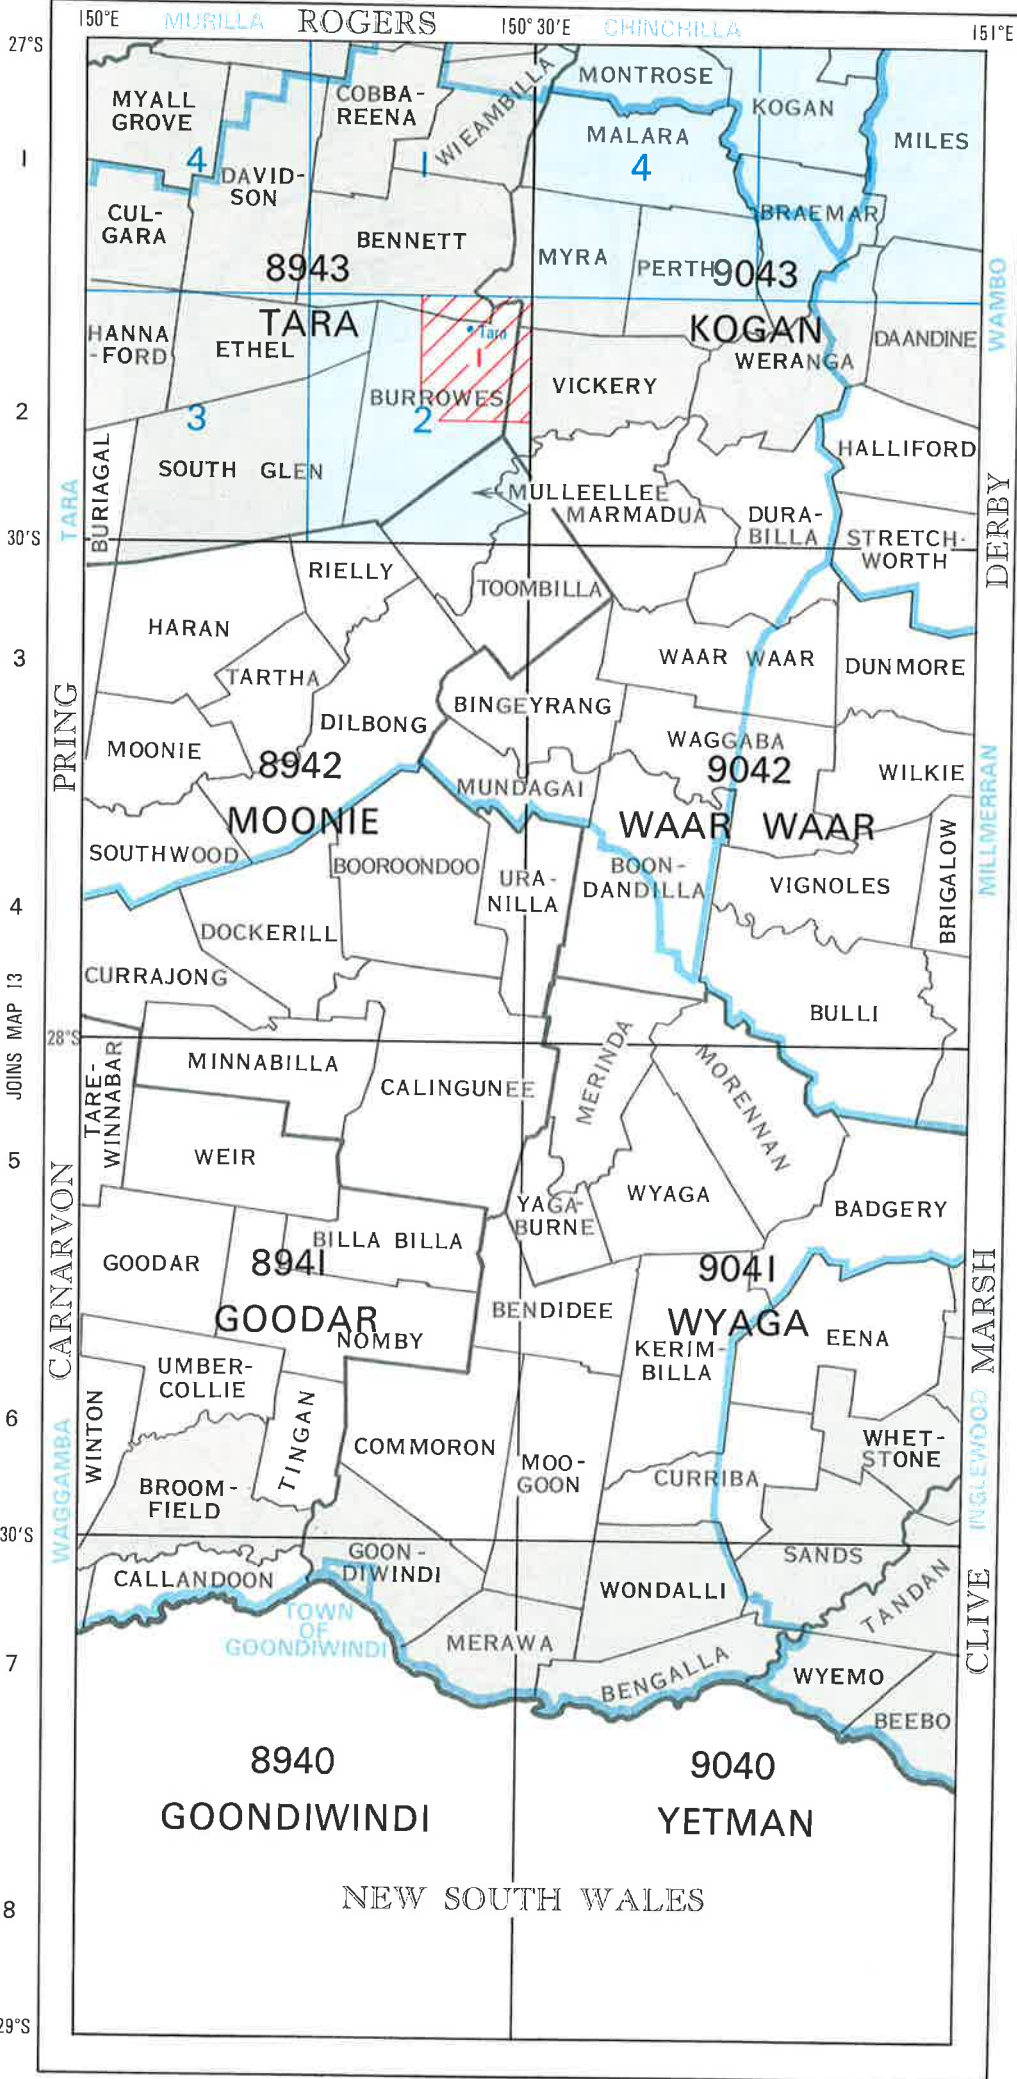 150°E
MURILLA
ROGERS
150° 30'E
CHINCHILLA
151°E
27°S
MYALL
GROVE
COBBA-
REENA
WIEAMBILLA
MONTROSE
KOGAN
MALARA
MILES
1
4
DAVID-
SON
1
4
CUL-
GARA
BENNETT
BRAEMAR
8943
MYRA
PERTH
9043
WAMBO
HANNA
-FORD
TARA
ETHEL
Tara
1
KOGAN
WERANGA
DAANDINE
VICKERY
BURROWES
2
3
2
SOUTH GLEN
HALLIFORD
TARA
BURIAGAL
MULLEELLEE
MARMADUA
DURA-
BILLA
STRETCH-
WORTH
DERBY
30'S
RIELLY
TOOMBILLA
HARAN
3
TARTHA
WAAR WAAR
DUNMORE
PRING
BINGEYRANG
DILBONG
MOONIE
WAGGABA
8942
9042
WILKIE
MUNDAGAI
MILLMERRAN
MOONIE
WAAR WAAR
SOUTHWOOD
BOOROONDOO
URA-
NILLA
BOON-
DANDILLA
VIGNOLES
BRIGALOW
4
DOCKERILL
CURRAJONG
BULLI
JOINS MAP 13
28°S
MINNABILLA
TARE-
WINNABAR
CALINGUNEE
MERINDA
MORENNAN
5
WEIR
WYAGA
YAGA-
BURNE
BADGERY
CARNARVON
GOODAR
BILLA BILLA
8941
9041
MARSH
GOODAR
NOMBY
BENDIDEE
WYAGA
KERIM-
BILLA
EENA
UMBER-
COLLIE
6
WINTON
TINGAN
COMMORON
MOO-
GOON
WHET-
STONE
INGLEWOOD
WAGGAMBA
BROOM-
FIELD
CURRIBA
30'S
GOON-
DIWINDI
SANDS
CALLANDOON
WONDALLI
TANDAN
CLIVE
TOWN
OF
GOONDIWINDI
MERAWA
7
BENGALLA
WYEMO
BEEBO
8940
9040
GOONDIWINDI
YETMAN
NEW SOUTH WALES
8
29°S